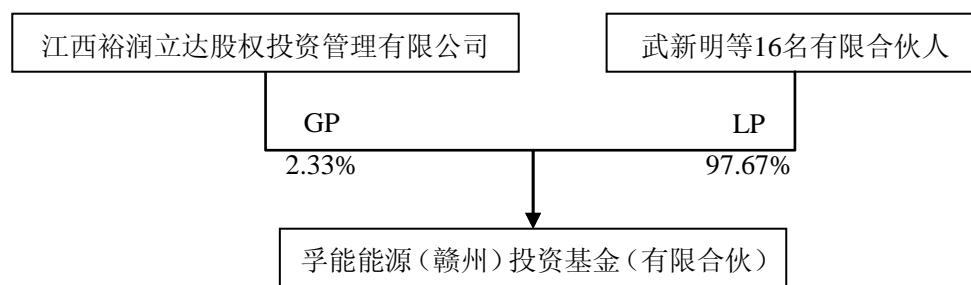 江西裕润立达股权投资管理有限公司
武新明等16名有限合伙人
GP
LP
2.33%
97.67%
孚能能源（赣州）投资基金（有限合伙）